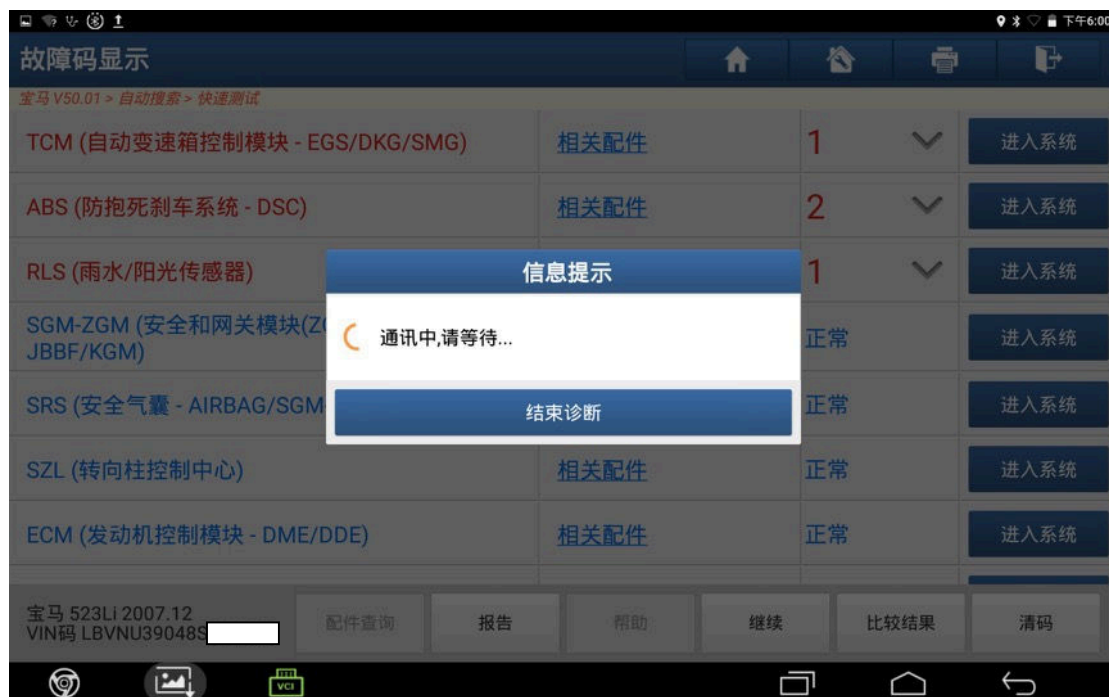 下午6:00
故障码显示
宝马 V50.01 > 自动搜索 > 快速测试
TCM (自动变速箱控制模块 - EGS/DKG/SMG) 相关配件 1 进入系统
ABS (防抱死刹车系统 - DSC) 相关配件 2 进入系统
RLS (雨水/阳光传感器) 1 进入系统
信息提示
SGM-ZGM (安全和网关模块(Z
JBBF/KGM) 正常 进入系统
通讯中,请等待...
SRS (安全气囊 - AIRBAG/SGM 正常 进入系统
结束诊断
SZL (转向柱控制中心) 相关配件 正常 进入系统
ECM (发动机控制模块 - DME/DDE) 相关配件 正常 进入系统
宝马 523Li 2007.12
VIN码 LBVNU39048S
配件查询 报告 帮助 继续 比较结果 清码
VCI